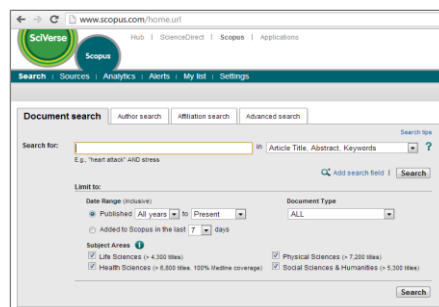 www.scopus.com/home.url
SciVerse
Scopus
Hub | ScienceDirect | Scopus | Applications
Search | Sources | Analytics | Alerts | My list | Settings
Document search Author search Affiliation search Advanced search
Search tips
Search for: in Article Title, Abstract, Keywords ?
E.g., "heart attack" AND stress
Add search field | Search
Limit to:
Date Range (inclusive) Document Type
Published All years to Present ALL
Added to Scopus in the last 7 days
Subject Areas
Life Sciences (> 4,300 titles) Physical Sciences (> 7,200 titles)
Health Sciences (> 6,800 titles. 100% Medline coverage) Social Sciences & Humanities (> 5,300 titles)
Search